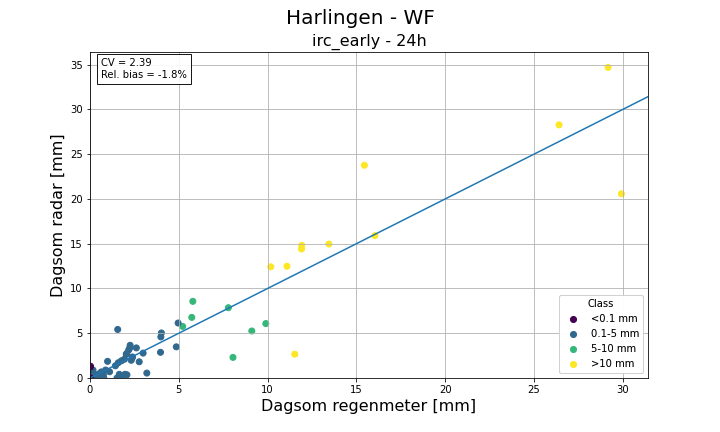 Harlingen - WF
irc_early - 24h
CV = 2.39
Rel. bias = -1.8%
Dagsom radar [mm]
35
30
25
20
15
10
5
0
0 5 10 15 20 25 30
Dagsom regenmeter [mm]
Class
<0.1 mm
0.1-5 mm
5-10 mm
>10 mm